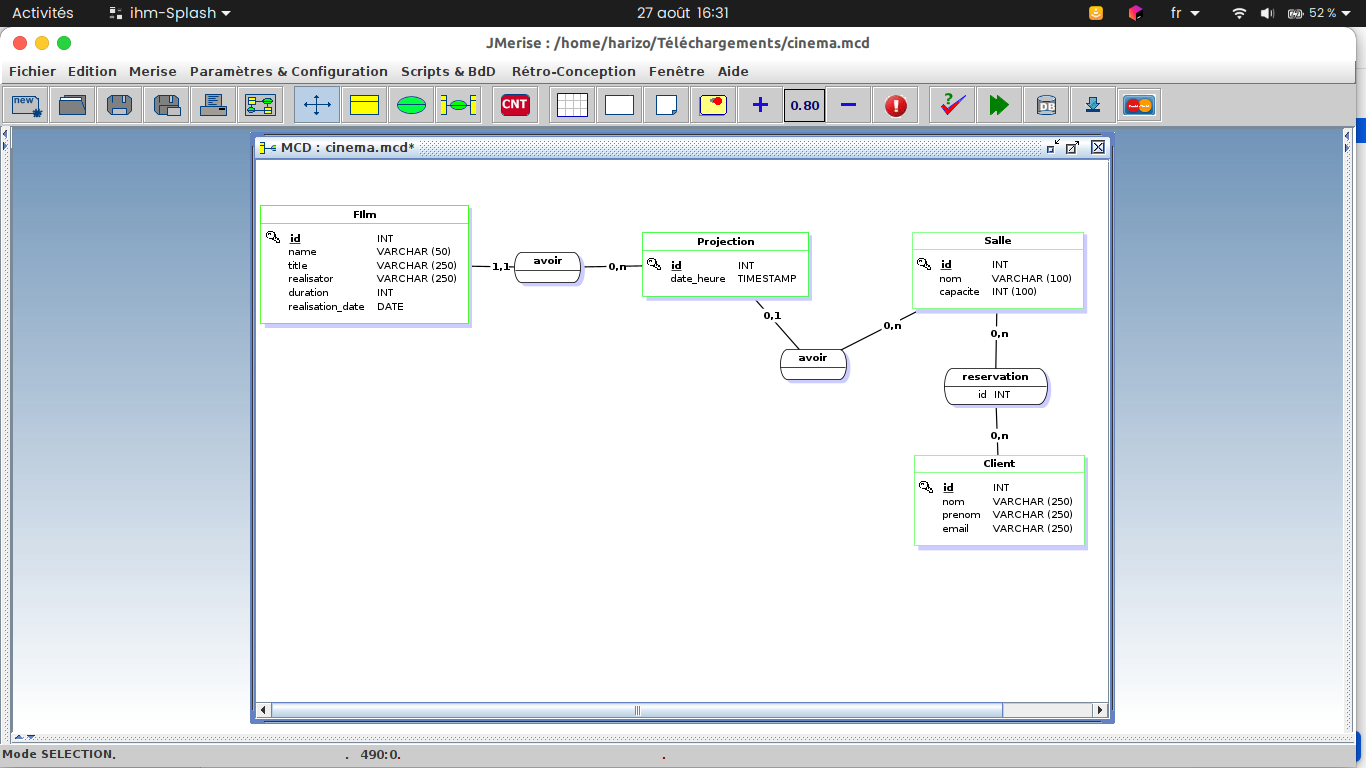 Activités ihm-Splash 27 août 16:31 fr 52 %
JMerise : /home/harizo/Téléchargements/cinema.mcd
Fichier Edition Merise Paramètres & Configuration Scripts & BdD Rétro-Conception Fenêtre Aide
new CNT 0.80 ? DB
MCD : cinema.mcd*
FIlm
id INT
name VARCHAR (50)
title VARCHAR (250)
realisator VARCHAR (250)
duration INT
realisation_date DATE
1,1
avoir
0,n
Projection
id INT
date_heure TIMESTAMP
Salle
id INT
nom VARCHAR (100)
capacite INT (100)
0,1
avoir
0,n
0,n
reservation
id INT
0,n
Client
id INT
nom VARCHAR (250)
prenom VARCHAR (250)
email VARCHAR (250)
Mode SELECTION. . 490:0. .